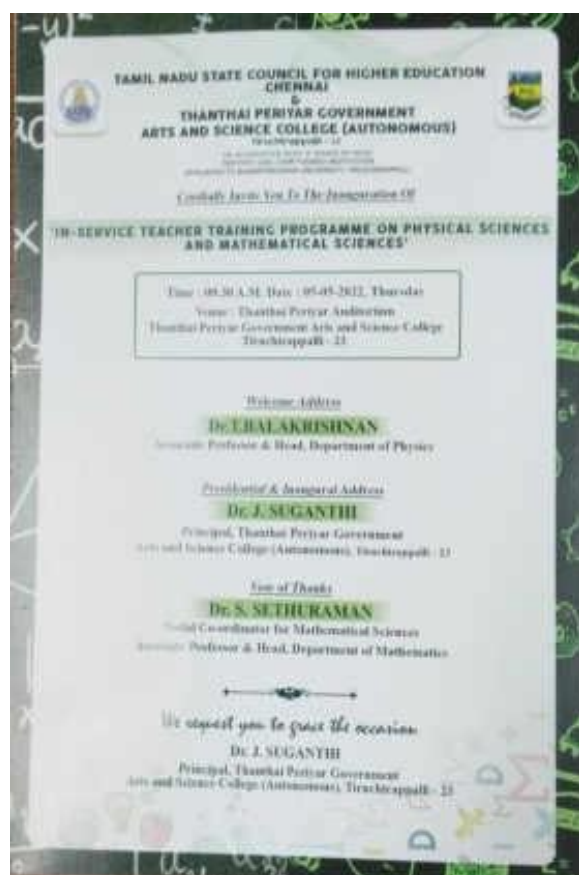 TAMIL NADU STATE COUNCIL FOR HIGHER EDUCATION
CHENNAI
&
THANTHAI PERIYAR GOVERNMENT
ARTS AND SCIENCE COLLEGE (AUTONOMOUS)
Cordially Invite You To The Inauguration Of
'IN-SERVICE TEACHER TRAINING PROGRAMME ON PHYSICAL SCIENCES
AND MATHEMATICAL SCIENCES'
Time : 09.30 A.M. Date : 05-05-2022, Thursday
Venue : Thanthai Periyar Auditorium
Thanthai Periyar Government Arts and Science College
Tiruchirappalli - 23
Welcome Address
Dr. I.BALAKRISHNAN
Associate Professor & Head, Department of Physics
Presidential & Inaugural Address
Dr. J. SUGANTHI
Principal, Thanthai Periyar Government
Arts and Science College (Autonomous), Tiruchirappalli - 23
Vote of Thanks
Dr. S. SETHURAMAN
Co-ordinator for Mathematical Sciences
Associate Professor & Head, Department of Mathematics
We request you to grace the occasion
Dr. J. SUGANTHI
Principal, Thanthai Periyar Government
Arts and Science College (Autonomous), Tiruchirappalli - 23